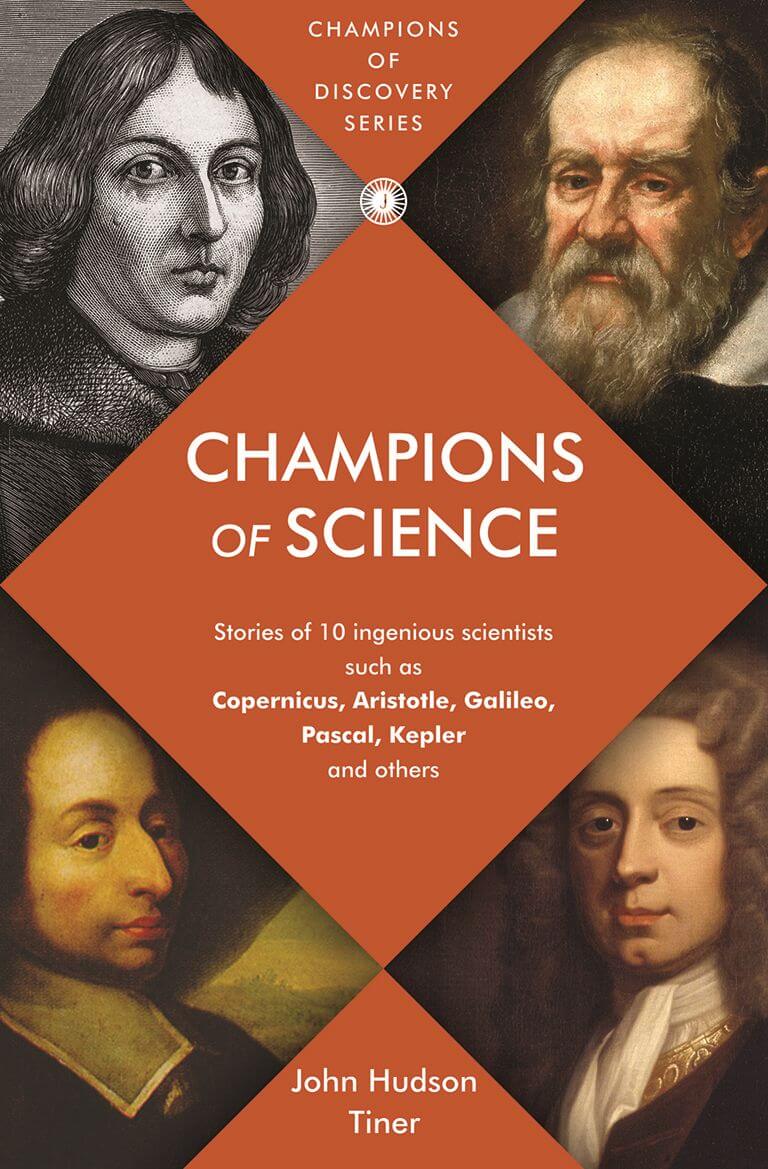 CHAMPIONS
OF
DISCOVERY
SERIES
J
CHAMPIONS
OF SCIENCE
Stories of 10 ingenious scientists
such as
Copernicus, Aristotle, Galileo,
Pascal, Kepler
and others
John Hudson
Tiner